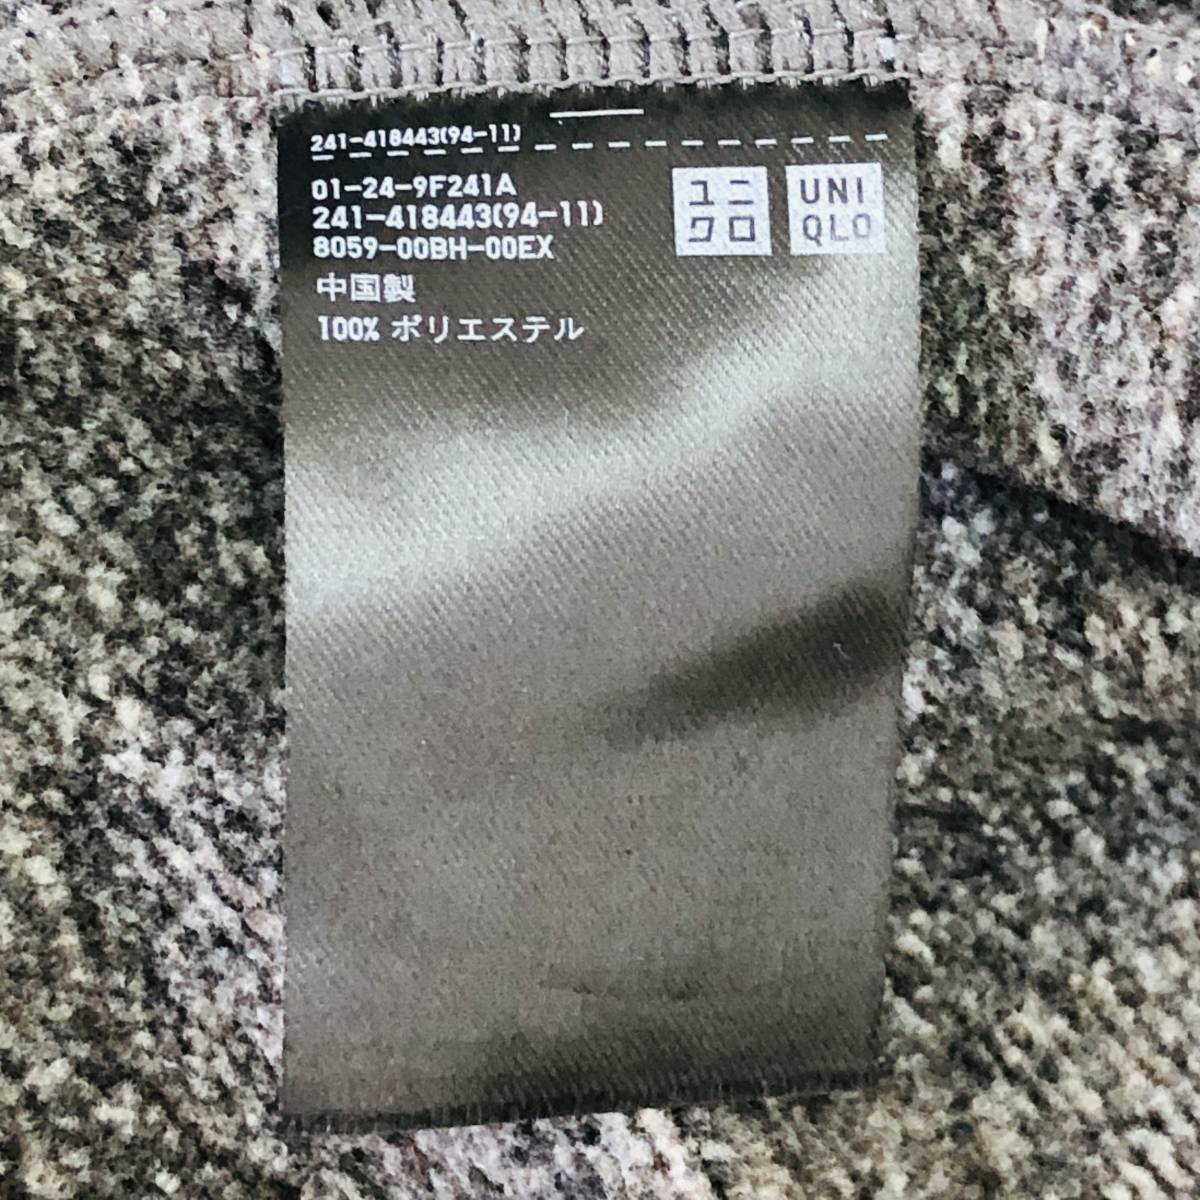 241-418443(94-11)
01-24-9F241A
241-418443(94-11)
8059-00BH-00EX
中国製
100% ポリエステル
ユニ
クロ
UNI
QLO